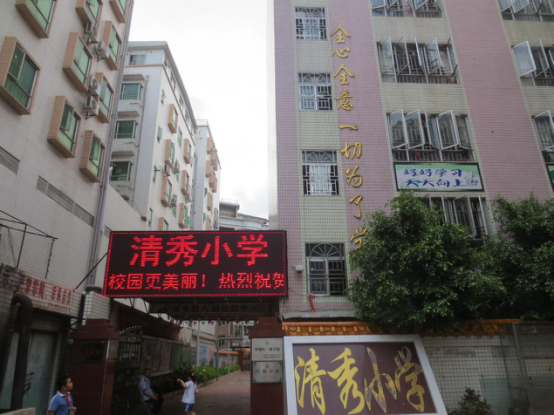 全心全意一切为了学
好好学习
天天向上
清秀小学
校园更美丽！热烈祝贺
清秀小学